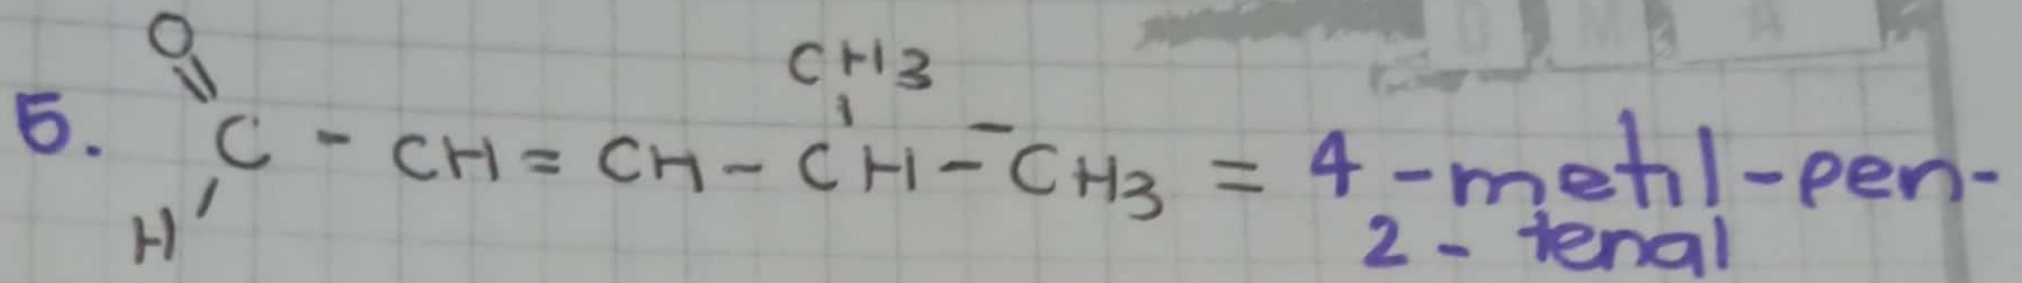 O
CH3
5. C - CH = CH - CH - CH3 = 4-metil-pen-
H 2 - tenal